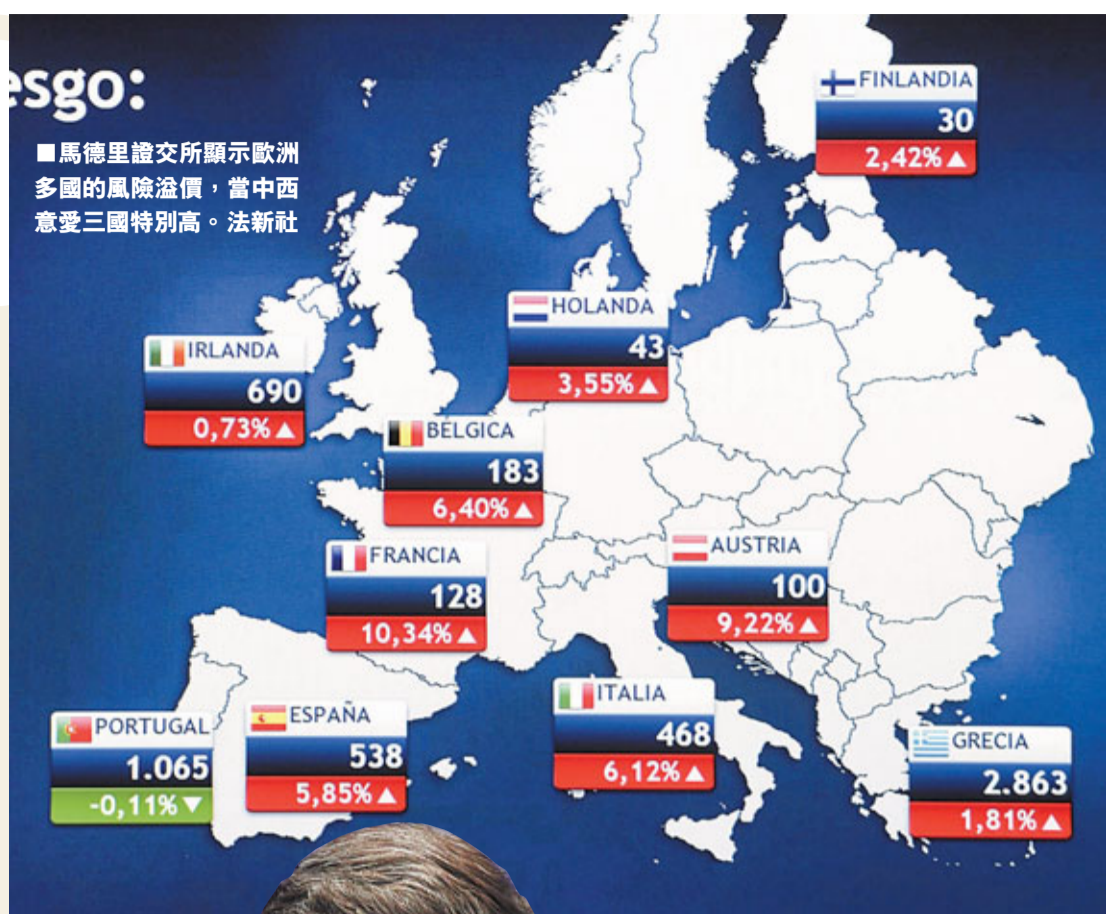 esgo:
■馬德里證交所顯示歐洲
多國的風險溢價，當中西
意愛三國特別高。法新社
FINLANDIA
30
2,42% ▲
HOLANDA
43
3,55% ▲
IRLANDA
690
0,73% ▲
BÉLGICA
183
6,40% ▲
FRANCIA
128
10,34% ▲
AUSTRIA
100
9,22% ▲
PORTUGAL
1.065
-0,11% ▼
ESPAÑA
538
5,85% ▲
ITALIA
468
6,12% ▲
GRECIA
2.863
1,81% ▲